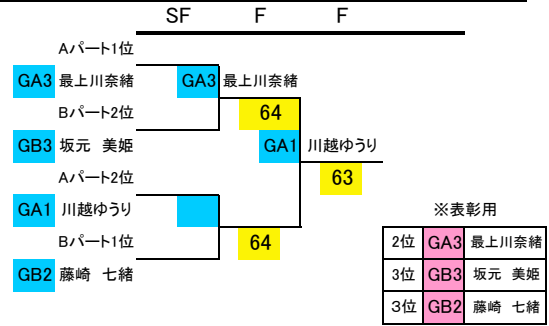 SF F F
Aパート1位
GA3 最上川奈緒 GA3 最上川奈緒
Bパート2位 64
GB3 坂元 美姫 GA1 川越ゆうり
Aパート2位 63
GA1 川越ゆうり ※表彰用
Bパート1位 64 2位 GA3 最上川奈緒
GB2 藤崎 七緒 3位 GB3 坂元 美姫
3位 GB2 藤崎 七緒